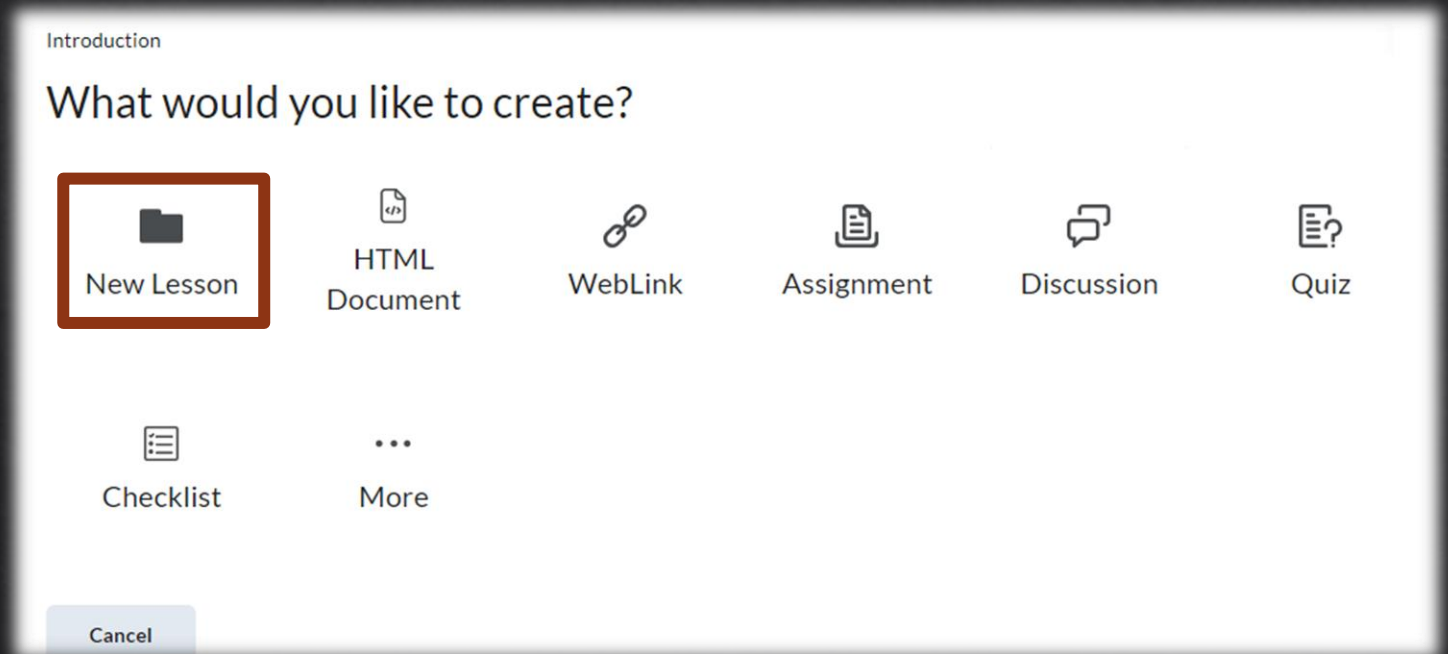 Introduction
What would you like to create?
New Lesson
HTML
Document
WebLink
Assignment
Discussion
Quiz
Checklist
More
Cancel